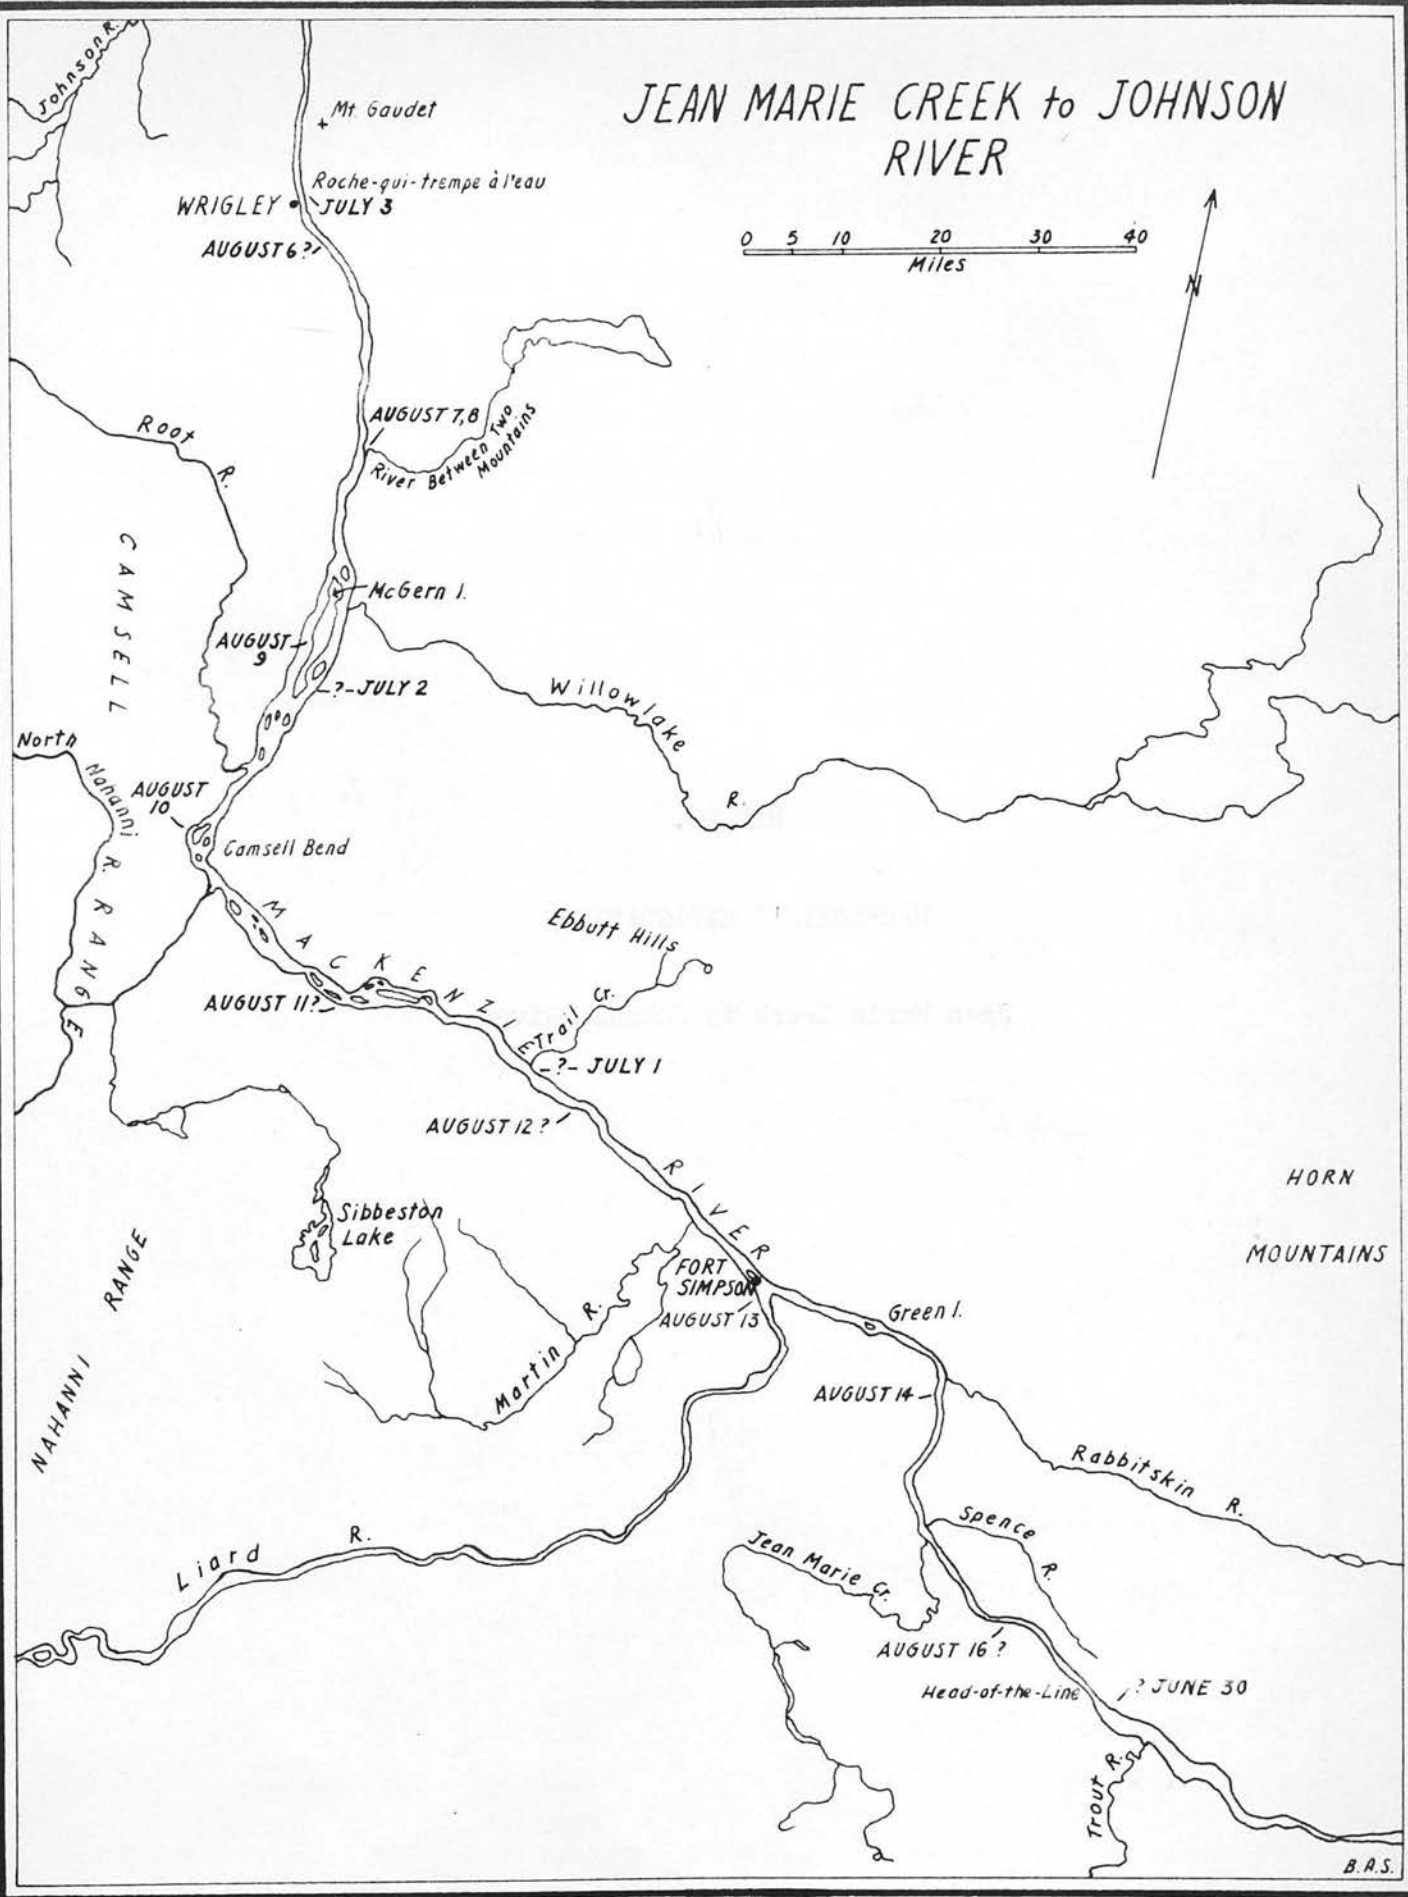 JEAN MARIE CREEK to JOHNSON
RIVER
0 5 10 20 30 40
Miles
N
Johnson R.
Mt. Gaudet
Roche-qui-trempe à l'eau
WRIGLEY
JULY 3
AUGUST 6?
AUGUST 7,8
River Between Two
Mountains
Root R.
CAMSELL RANGE
McGern I.
AUGUST
9
?-JULY 2
Willowlake R.
North Nahanni R.
AUGUST
10
Camsell Bend
MACKENZIE RIVER
Ebbutt Hills
Trail Cr.
AUGUST 11?
?- JULY 1
AUGUST 12?
HORN
MOUNTAINS
Sibbeston
Lake
NAHANNI RANGE
FORT
SIMPSON
AUGUST 13
Green I.
Martin R.
AUGUST 14
Rabbitskin R.
Liard R.
Spence R.
Jean Marie Cr.
AUGUST 16?
Head-of-the-Line
? JUNE 30
Trout R.
B.A.S.